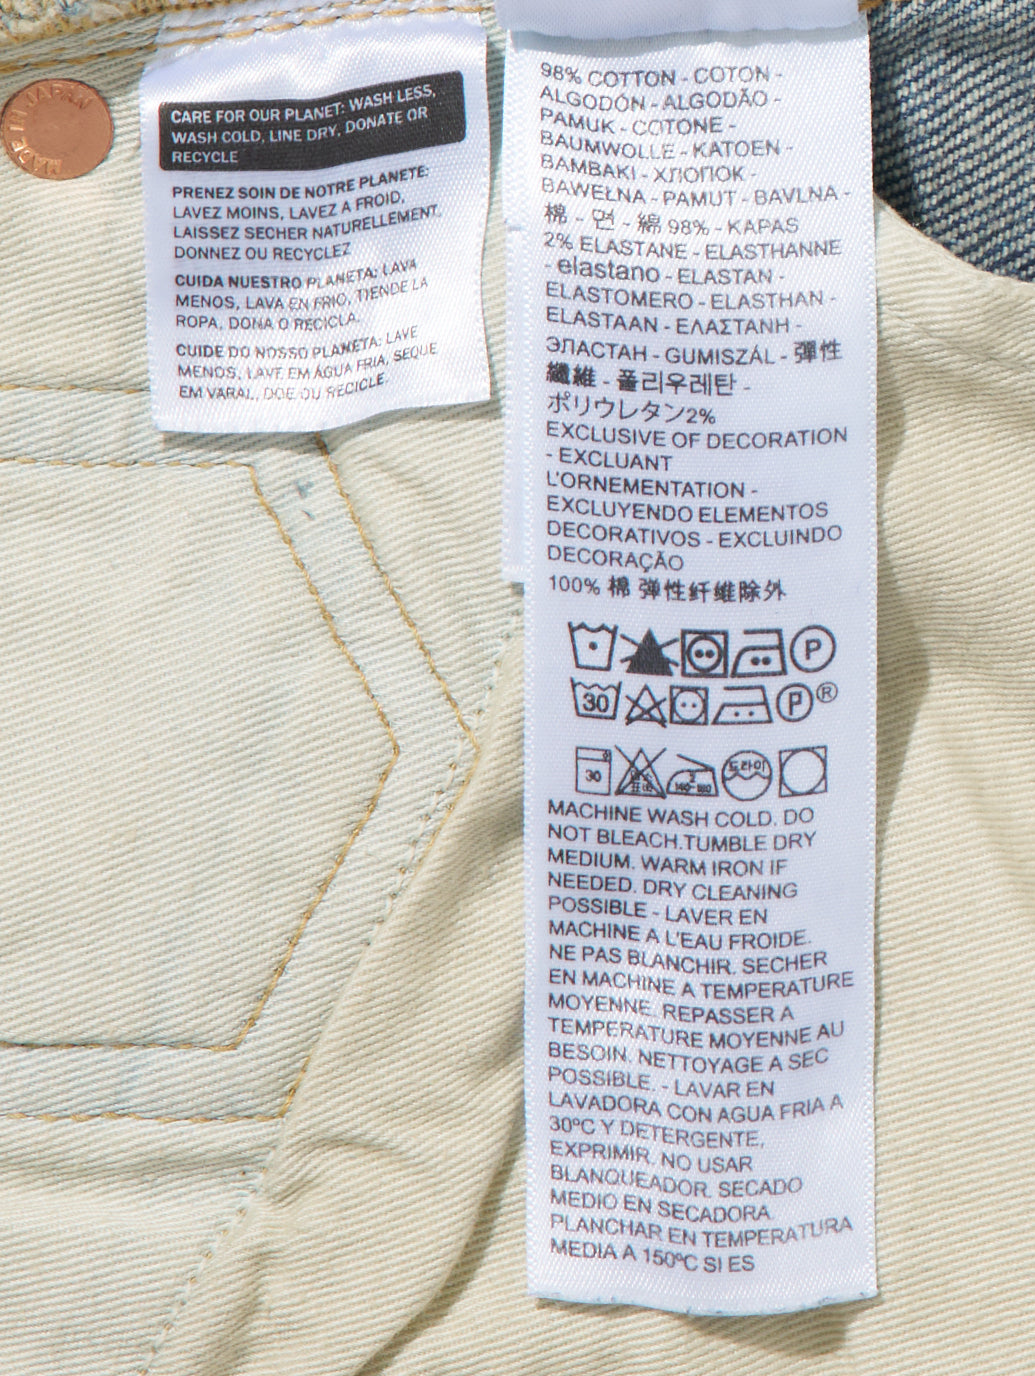 MADE IN JAPAN
CARE FOR OUR PLANET: WASH LESS,
WASH COLD, LINE DRY, DONATE OR
RECYCLE
PRENEZ SOIN DE NOTRE PLANETE:
LAVEZ MOINS, LAVEZ A FROID,
LAISSEZ SECHER NATURELLEMENT,
DONNEZ OU RECYCLEZ
CUIDA NUESTRO PLANETA: LAVA
MENOS, LAVA EN FRIO, TIENDE LA
ROPA, DONA O RECICLA.
CUIDE DO NOSSO PLANETA: LAVE
MENOS, LAVE EM ÁGUA FRIA, SEQUE
EM VARAL, DOE OU RECICLE.
98% COTTON - COTON -
ALGODÓN - ALGODÃO -
PAMUK - COTONE -
BAUMWOLLE - KATOEN -
BAMBAKI - ХЛОПОК -
BAWEŁNA - PAMUT - BAVLNA -
棉 - 면 - 綿 98% - KAPAS
2% ELASTANE - ELASTHANNE
- elastano - ELASTAN -
ELASTOMERO - ELASTHAN -
ELASTAAN - ΕΛΑΣΤΑΝΗ -
ЭЛАСТАН - GUMISZÁL - 彈性
纖維 - 폴리우레탄 -
ポリウレタン2%
EXCLUSIVE OF DECORATION
- EXCLUANT
L'ORNEMENTATION -
EXCLUYENDO ELEMENTOS
DECORATIVOS - EXCLUINDO
DECORAÇÃO
100% 棉 弹性纤维除外
P
30 P ®
30 드라이
MACHINE WASH COLD. DO
NOT BLEACH.TUMBLE DRY
MEDIUM. WARM IRON IF
NEEDED. DRY CLEANING
POSSIBLE - LAVER EN
MACHINE A L'EAU FROIDE.
NE PAS BLANCHIR. SECHER
EN MACHINE A TEMPERATURE
MOYENNE. REPASSER A
TEMPERATURE MOYENNE AU
BESOIN. NETTOYAGE A SEC
POSSIBLE. - LAVAR EN
LAVADORA CON AGUA FRIA A
30ºC Y DETERGENTE,
EXPRIMIR. NO USAR
BLANQUEADOR. SECADO
MEDIO EN SECADORA.
PLANCHAR EN TEMPERATURA
MEDIA A 150ºC SI ES